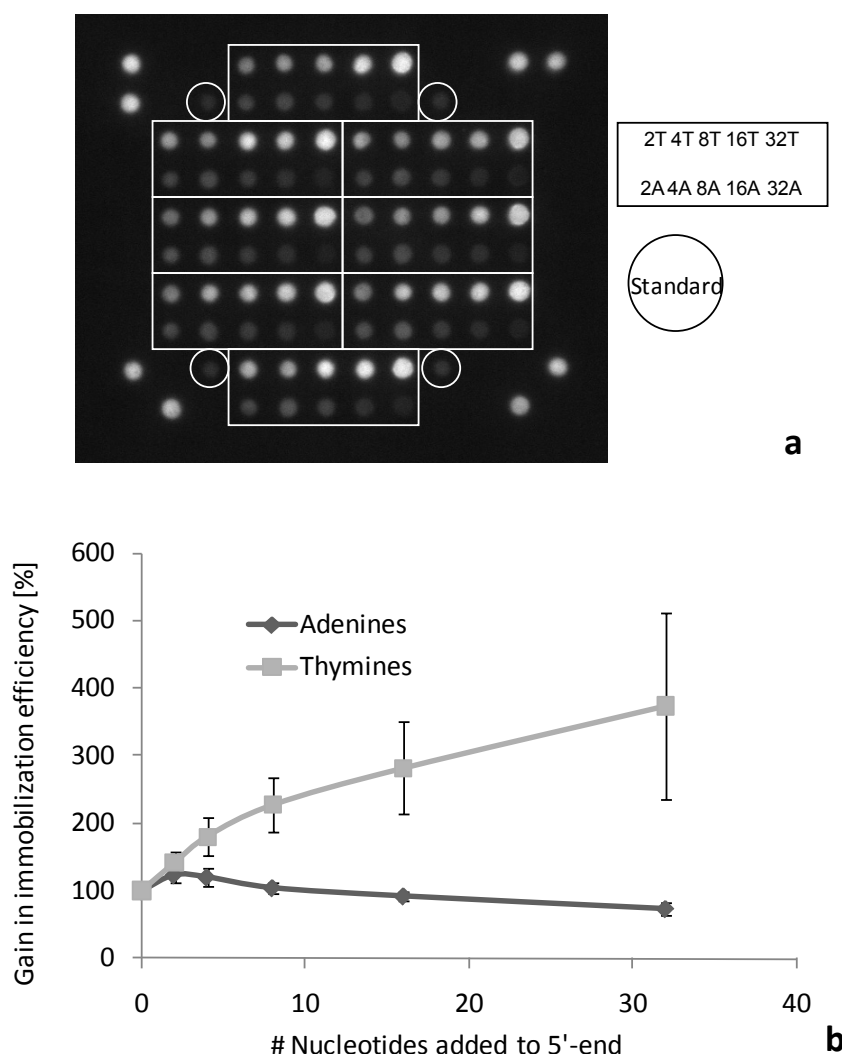 2T 4T 8T 16T 32T
2A 4A 8A 16A 32A
Standard
a
600
500
400
300
200
100
0
Gain in immobilization efficiency [%]
Adenines
Thymines
0 10 20 30 40
# Nucleotides added to 5'-end
b